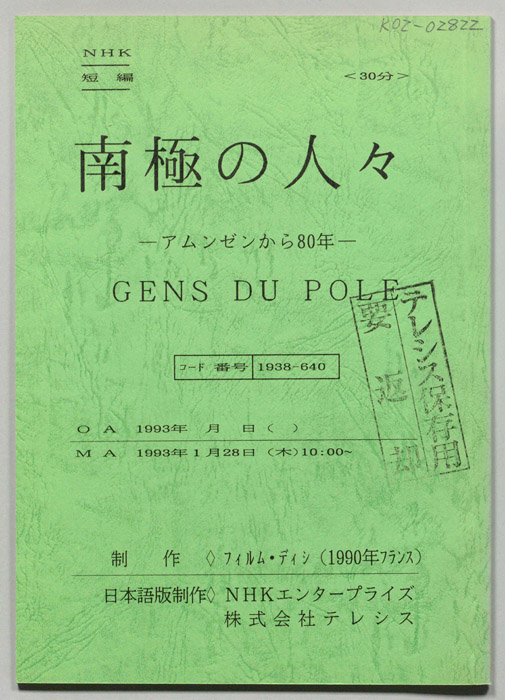 K02-02822
NHK
短編
<30分>
南極の人々
―アムンゼンから80年―
GENS DU POLE
テレシス保存用
要返却
コード 番号 1938-640
OA 1993年 月 日( )
MA 1993年1月28日(木)10:00~
制作◇フィルム・ディシ(1990年フランス)
日本語版制作◇NHKエンタープライズ
株式会社テレシス